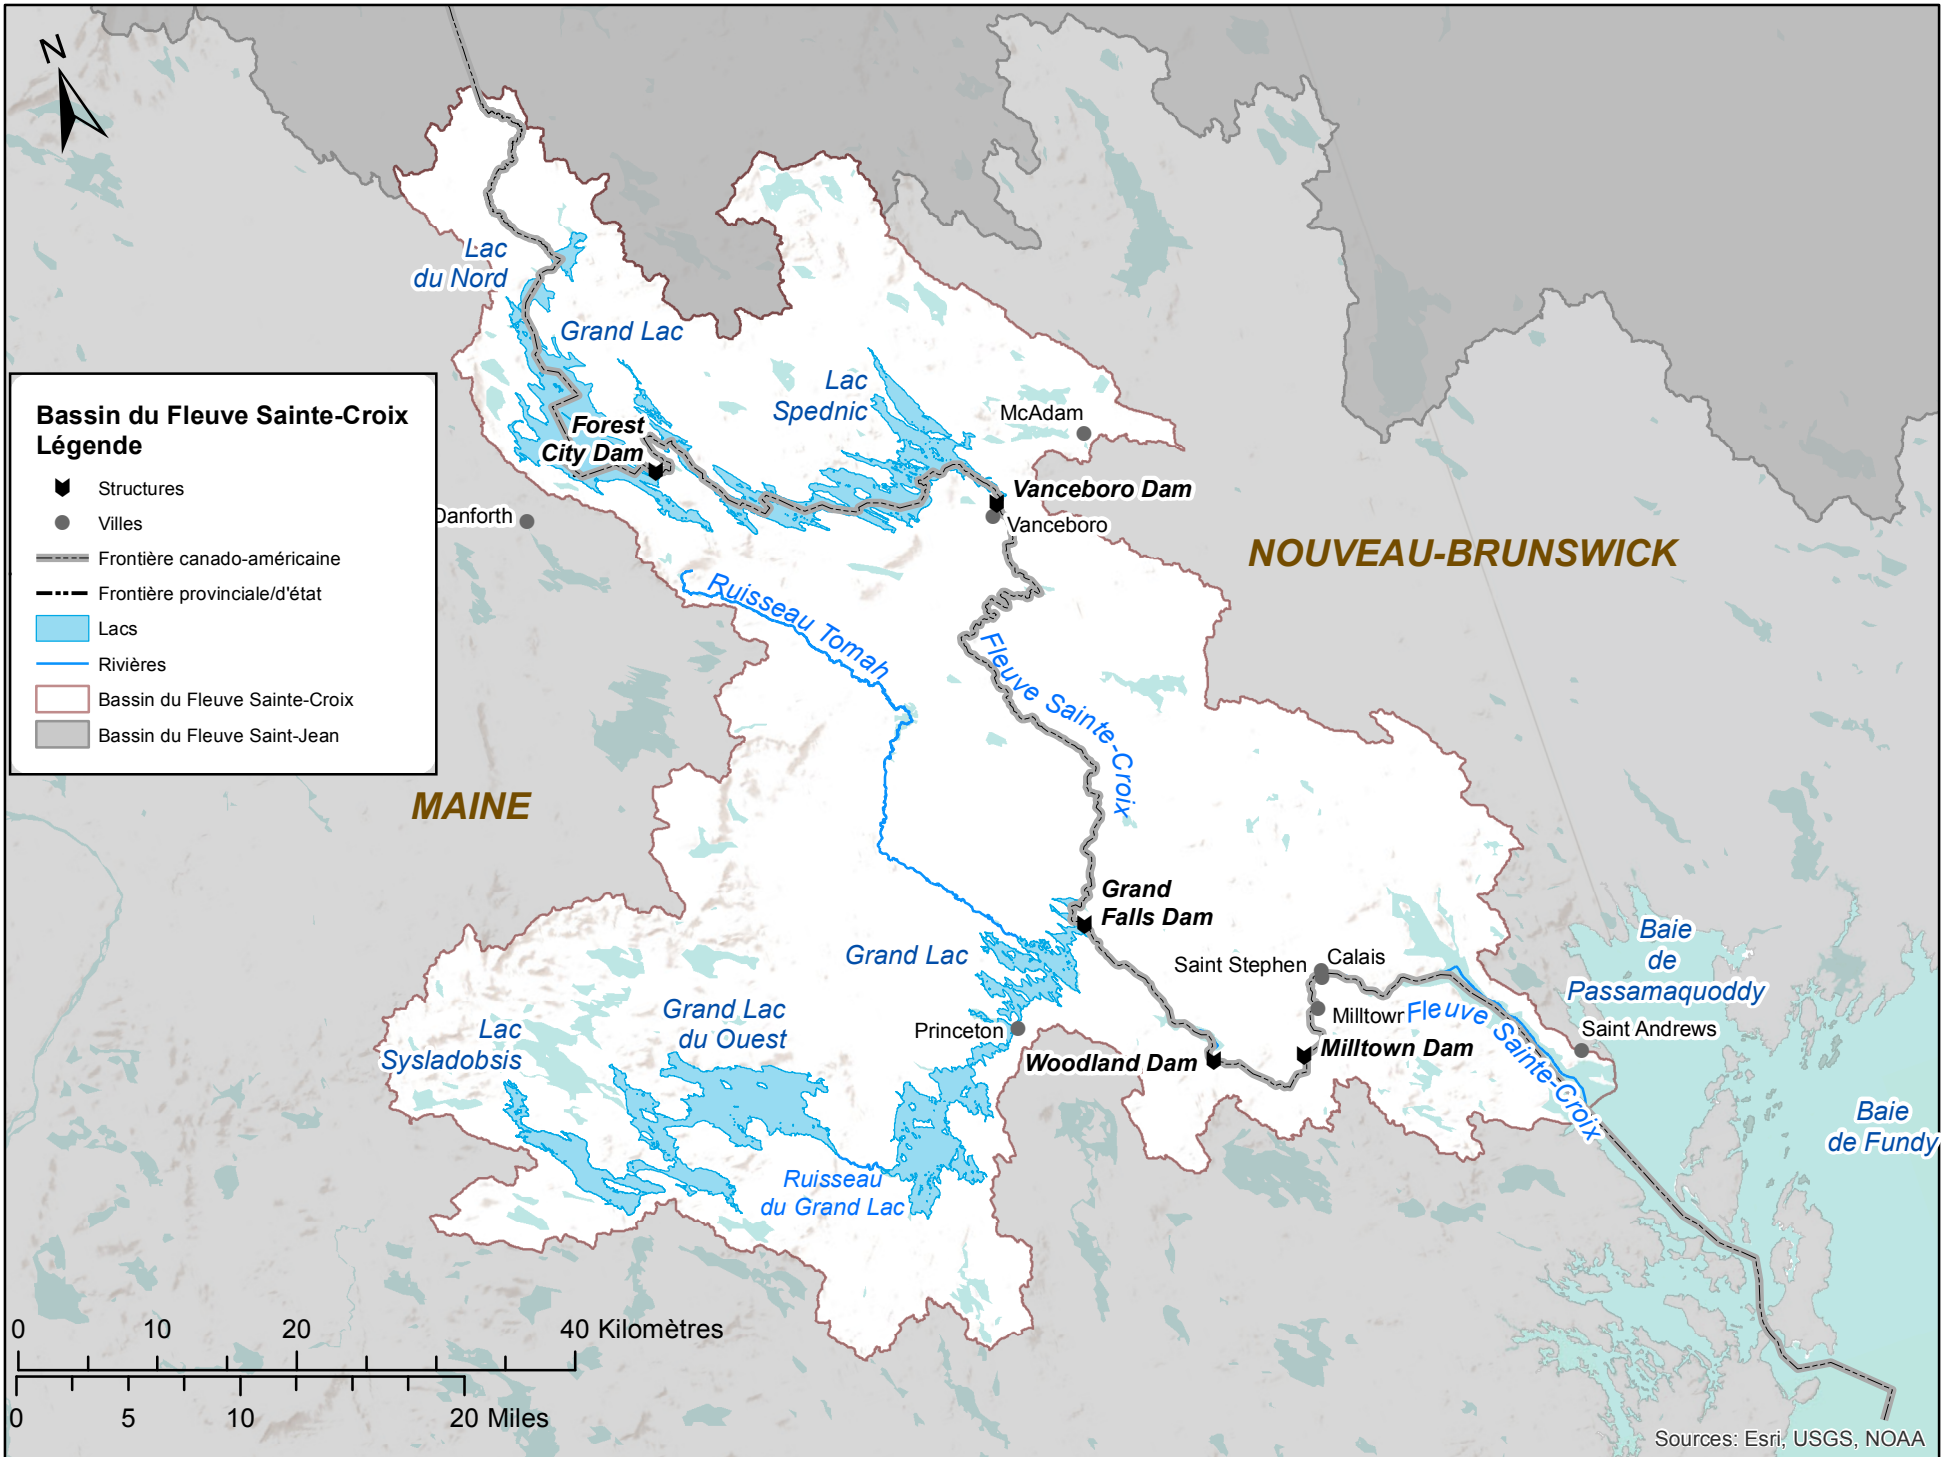 N
Lac
du Nord
Grand Lac
Lac
Spednic
McAdam
Forest
City Dam
Vanceboro Dam
Vanceboro
Danforth
NOUVEAU-BRUNSWICK
Bassin du Fleuve Sainte-Croix
Légende
Structures
Villes
Frontière canado-américaine
Frontière provinciale/d'état
Lacs
Rivières
Bassin du Fleuve Sainte-Croix
Bassin du Fleuve Saint-Jean
Ruisseau Tomah
Fleuve Sainte-Croix
MAINE
Grand
Falls Dam
Grand Lac
Saint Stephen
Calais
Baie
de
Passamaquoddy
Grand Lac
du Ouest
Lac
Sysladobsis
Princeton
Milltowr
Fleuve Sainte-Croix
Saint Andrews
Woodland Dam
Milltown Dam
Baie
de Fundy
Ruisseau
du Grand Lac
0 10 20 40 Kilomètres
0 5 10 20 Miles
Sources: Esri, USGS, NOAA